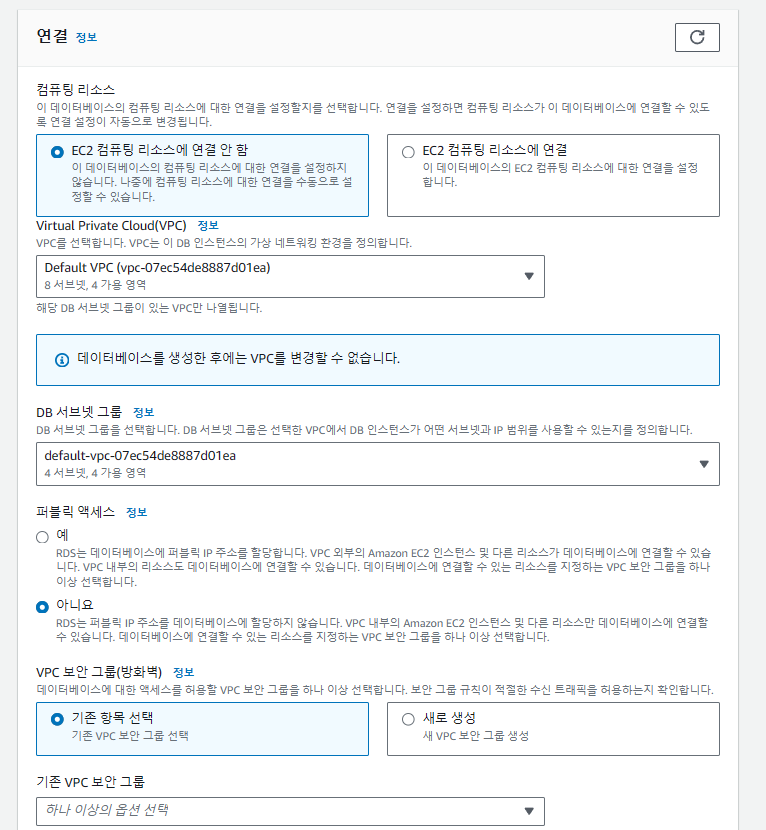 연결 정보
컴퓨팅 리소스
이 데이터베이스의 컴퓨팅 리소스에 대한 연결을 설정할지를 선택합니다. 연결을 설정하면 컴퓨팅 리소스가 이 데이터베이스에 연결할 수 있도
록 연결 설정이 자동으로 변경됩니다.
EC2 컴퓨팅 리소스에 연결 안 함
이 데이터베이스의 컴퓨팅 리소스에 대한 연결을 설정하지
않습니다. 나중에 컴퓨팅 리소스에 대한 연결을 수동으로 설
정할 수 있습니다.
EC2 컴퓨팅 리소스에 연결
이 데이터베이스의 EC2 컴퓨팅 리소스에 대한 연결을 설정
합니다.
Virtual Private Cloud(VPC) 정보
VPC를 선택합니다. VPC는 이 DB 인스턴스의 가상 네트워킹 환경을 정의합니다.
Default VPC (vpc-07ec54de8887d01ea)
8 서브넷, 4 가용 영역
해당 DB 서브넷 그룹이 있는 VPC만 나열됩니다.
데이터베이스를 생성한 후에는 VPC를 변경할 수 없습니다.
DB 서브넷 그룹 정보
DB 서브넷 그룹을 선택합니다. DB 서브넷 그룹은 선택한 VPC에서 DB 인스턴스가 어떤 서브넷과 IP 범위를 사용할 수 있는지를 정의합니다.
default-vpc-07ec54de8887d01ea
4 서브넷, 4 가용 영역
퍼블릭 액세스 정보
예
RDS는 데이터베이스에 퍼블릭 IP 주소를 할당합니다. VPC 외부의 Amazon EC2 인스턴스 및 다른 리소스가 데이터베이스에 연결할 수 있습
니다. VPC 내부의 리소스도 데이터베이스에 연결할 수 있습니다. 데이터베이스에 연결할 수 있는 리소스를 지정하는 VPC 보안 그룹을 하나
이상 선택합니다.
아니요
RDS는 퍼블릭 IP 주소를 데이터베이스에 할당하지 않습니다. VPC 내부의 Amazon EC2 인스턴스 및 다른 리소스만 데이터베이스에 연결할
수 있습니다. 데이터베이스에 연결할 수 있는 리소스를 지정하는 VPC 보안 그룹을 하나 이상 선택합니다.
VPC 보안 그룹(방화벽) 정보
데이터베이스에 대한 액세스를 허용할 VPC 보안 그룹을 하나 이상 선택합니다. 보안 그룹 규칙이 적절한 수신 트래픽을 허용하는지 확인합니다.
기존 항목 선택
기존 VPC 보안 그룹 선택
새로 생성
새 VPC 보안 그룹 생성
기존 VPC 보안 그룹
하나 이상의 옵션 선택